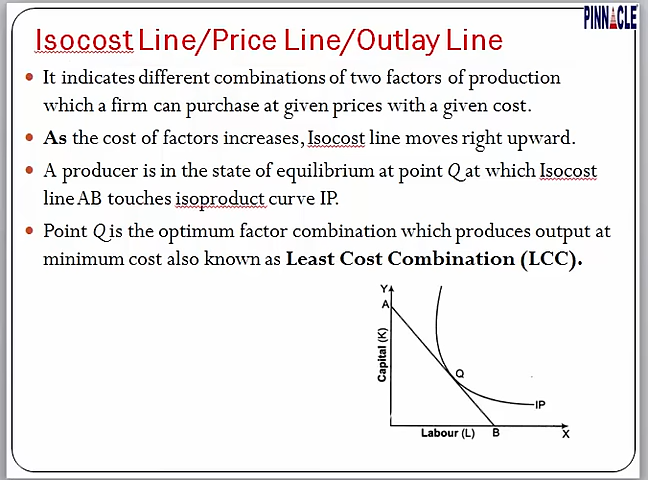 PINNACLE
Isocost Line/Price Line/Outlay Line
It indicates different combinations of two factors of production
which a firm can purchase at given prices with a given cost.
As the cost of factors increases, Isocost line moves right upward.
A producer is in the state of equilibrium at point Q at which Isocost
line AB touches isoproduct curve IP.
Point Q is the optimum factor combination which produces output at
minimum cost also known as Least Cost Combination (LCC).
Y
A
Capital (K)
Q
IP
Labour (L) B X